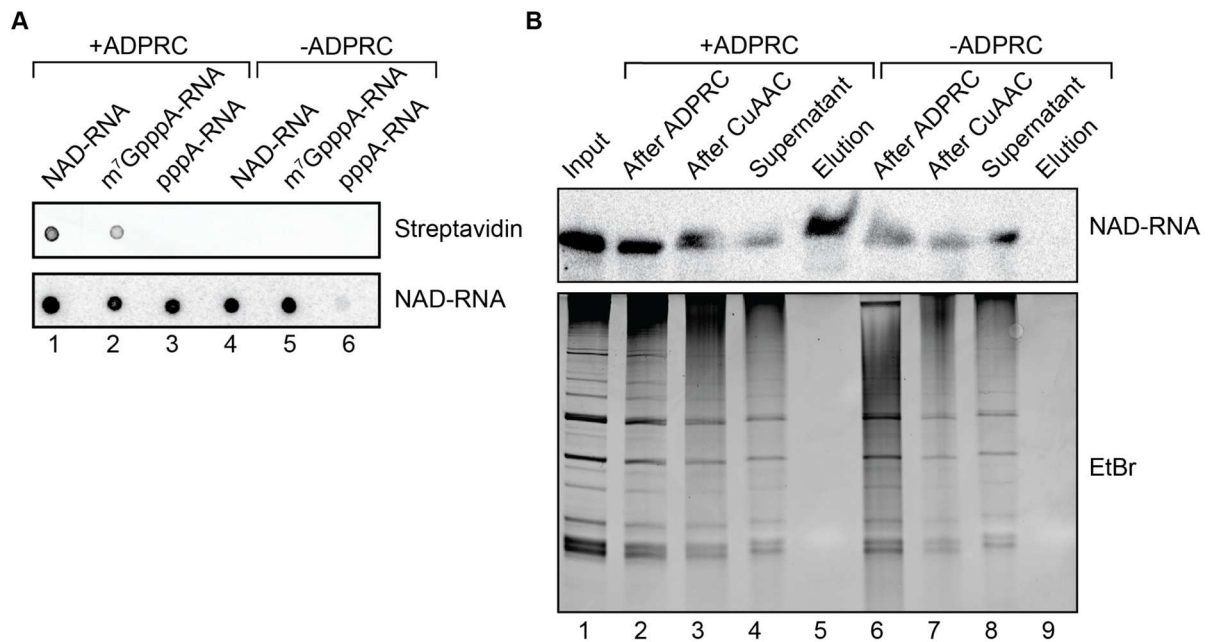 A
+ADPRC
-ADPRC
NAD-RNA
m⁷GpppA-RNA
pppA-RNA
NAD-RNA
m⁷GpppA-RNA
pppA-RNA
Streptavidin
NAD-RNA
1 2 3 4 5 6
B
+ADPRC
-ADPRC
Input
After ADPRC
After CuAAC
Supernatant
Elution
After ADPRC
After CuAAC
Supernatant
Elution
NAD-RNA
EtBr
1 2 3 4 5 6 7 8 9